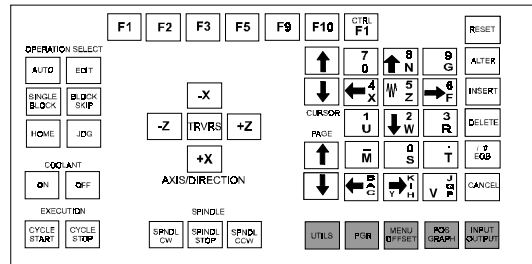 F1 F2 F3 F5 F9 F10 CTRL F1
RESET
OPERATION SELECT
AUTO EDIT
SINGLE BLOCK BLOCK SKIP
HOME JOG
COOLANT
ON OFF
EXECUTION
CYCLE START CYCLE STOP
-X
-Z TRVRS +Z
+X
AXIS/DIRECTION
SPINDLE
SPNDL CW SPNDL STOP SPNDL CCW
CURSOR
PAGE
7 8 N 9 G
4 X 5 Z 6 F
1 U 2 W 3 R
M 0 S . T
B A C K I H Y J Q P V
ALTER
INSERT
DELETE
EOB
CANCEL
UTILS PGR MENU OFFSET POS GRAPH INPUT OUTPUT